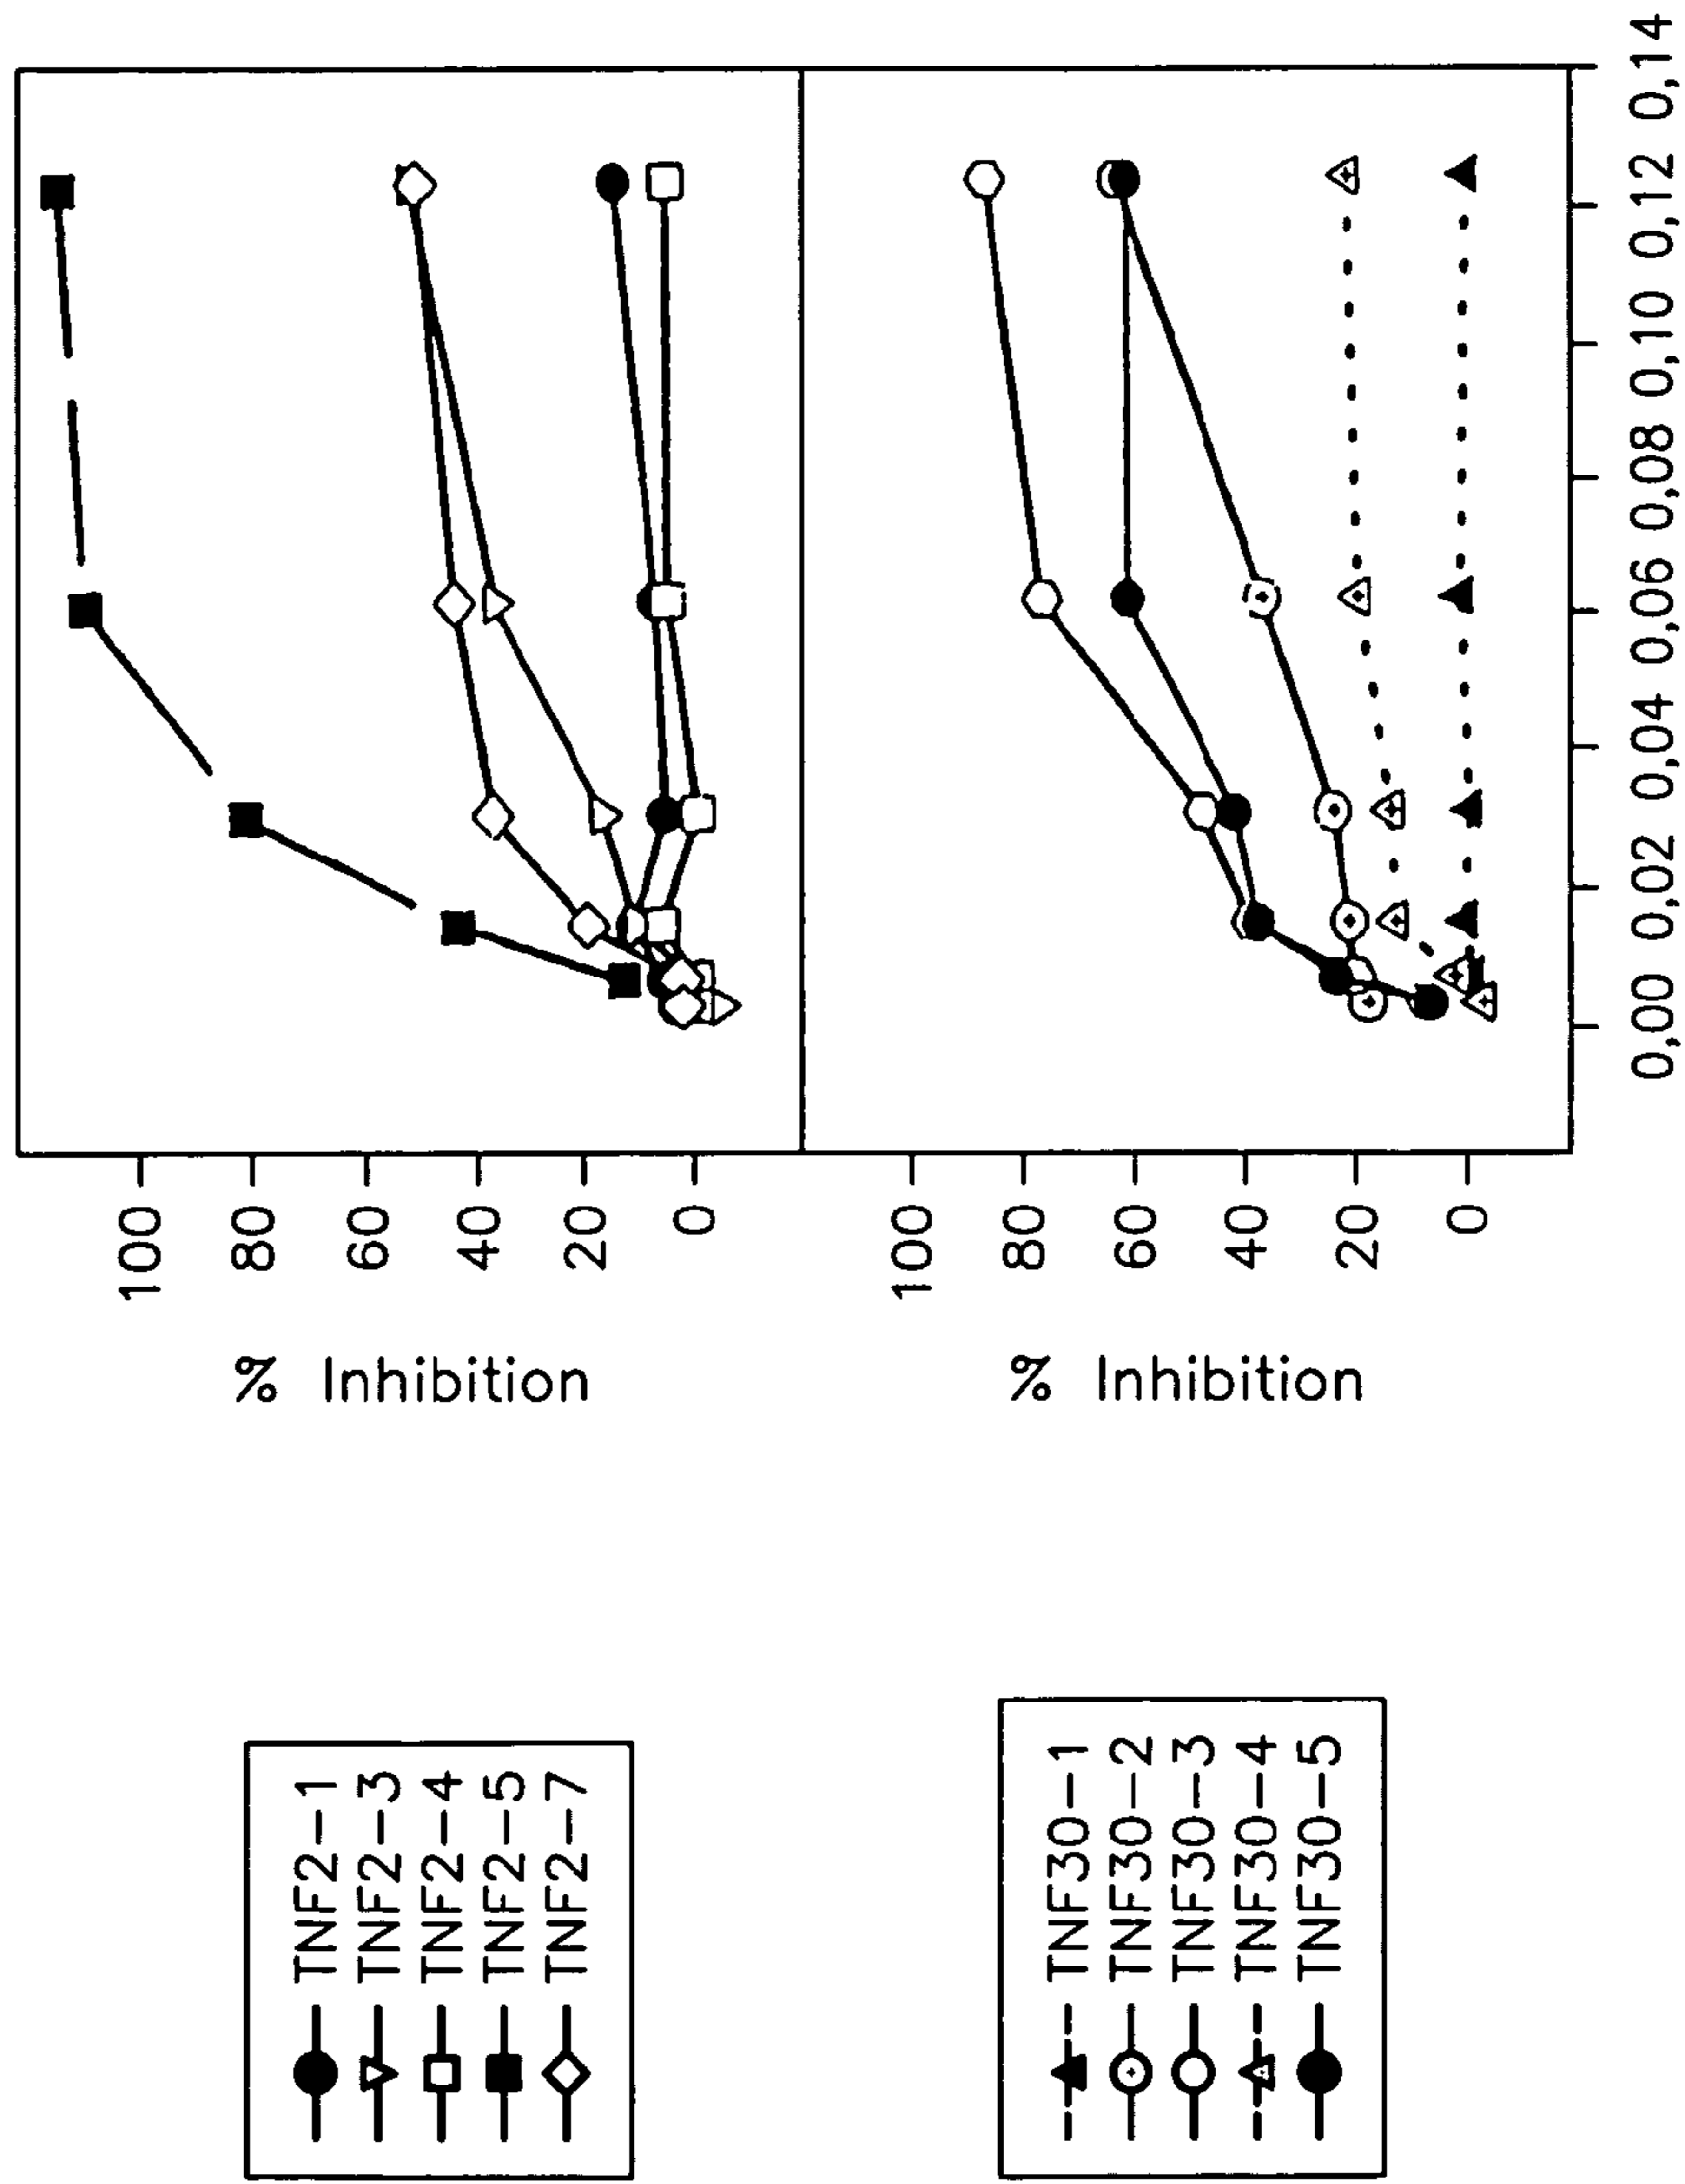 TNF2-1
TNF2-3
TNF2-4
TNF2-5
TNF2-7
% Inhibition
100
80
60
40
20
0
TNF30-1
TNF30-2
TNF30-3
TNF30-4
TNF30-5
% Inhibition
100
80
60
40
20
0
0,00 0,02 0,04 0,06 0,08 0,10 0,12 0,14